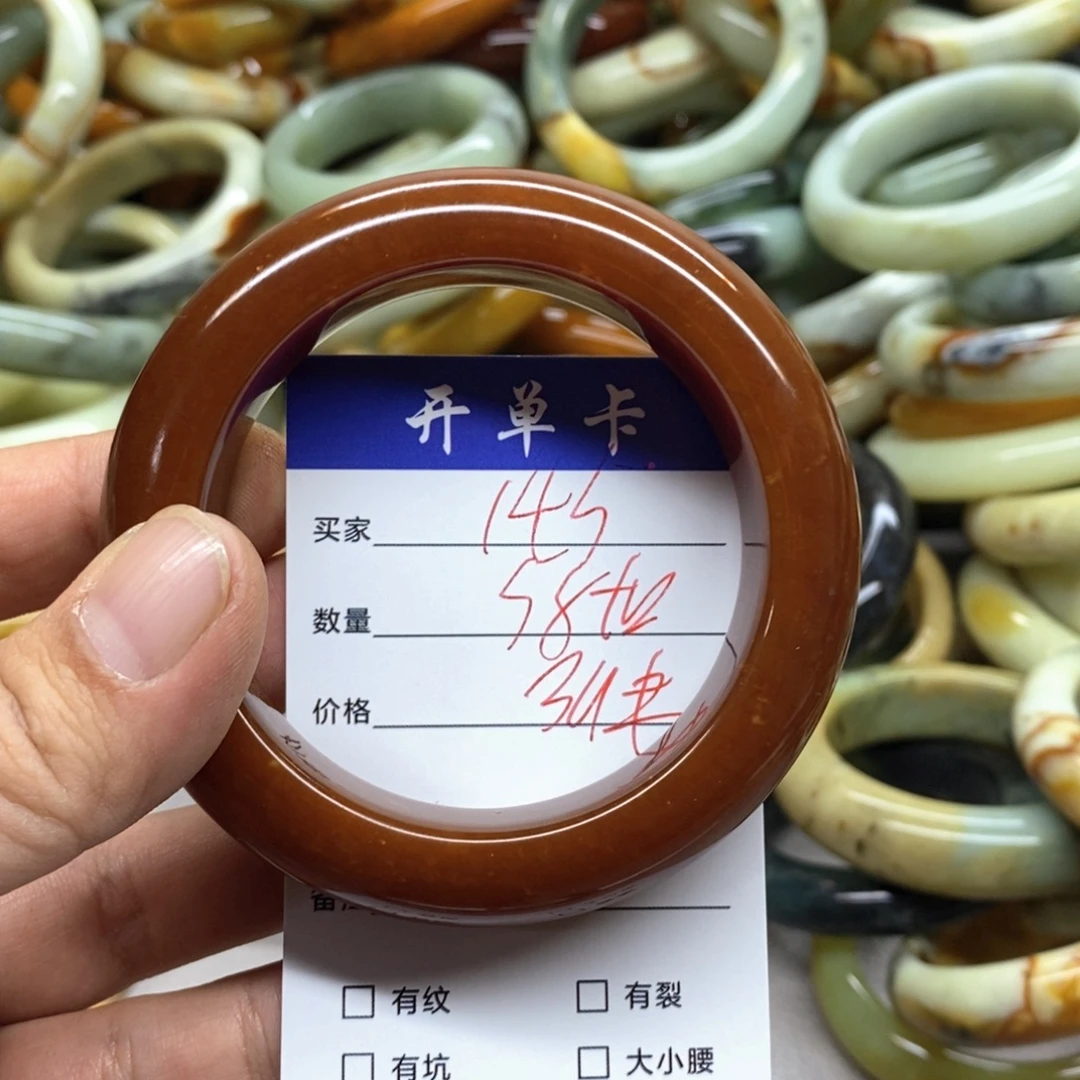 开单卡
买家 145
数量 58
价格
□ 有纹 □ 有裂
□ 有坑 □ 大小腰